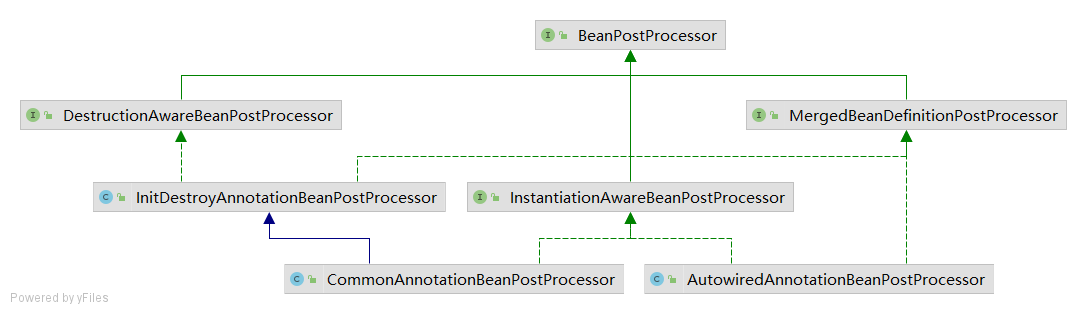 I BeanPostProcessor
I DestructionAwareBeanPostProcessor
I MergedBeanDefinitionPostProcessor
C InitDestroyAnnotationBeanPostProcessor
I InstantiationAwareBeanPostProcessor
C CommonAnnotationBeanPostProcessor
C AutowiredAnnotationBeanPostProcessor
Powered by yFiles